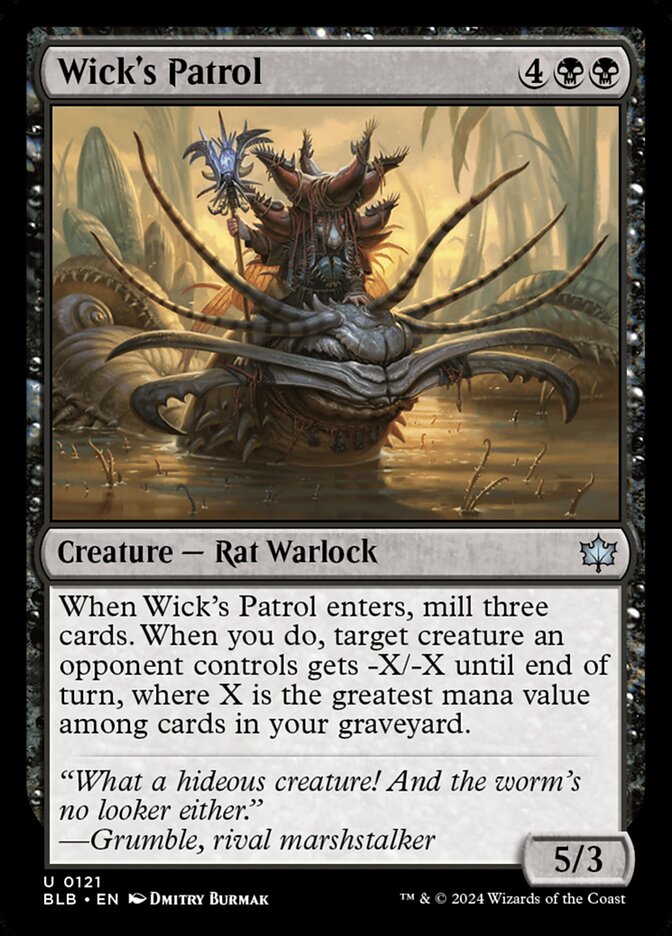 Wick's Patrol 4
Creature — Rat Warlock
When Wick's Patrol enters, mill three
cards. When you do, target creature an
opponent controls gets -X/-X until end of
turn, where X is the greatest mana value
among cards in your graveyard.
“What a hideous creature! And the worm's
no looker either.”
—Grumble, rival marshstalker
5/3
U 0121
BLB • EN Dmitry Burmak
™ & © 2024 Wizards of the Coast